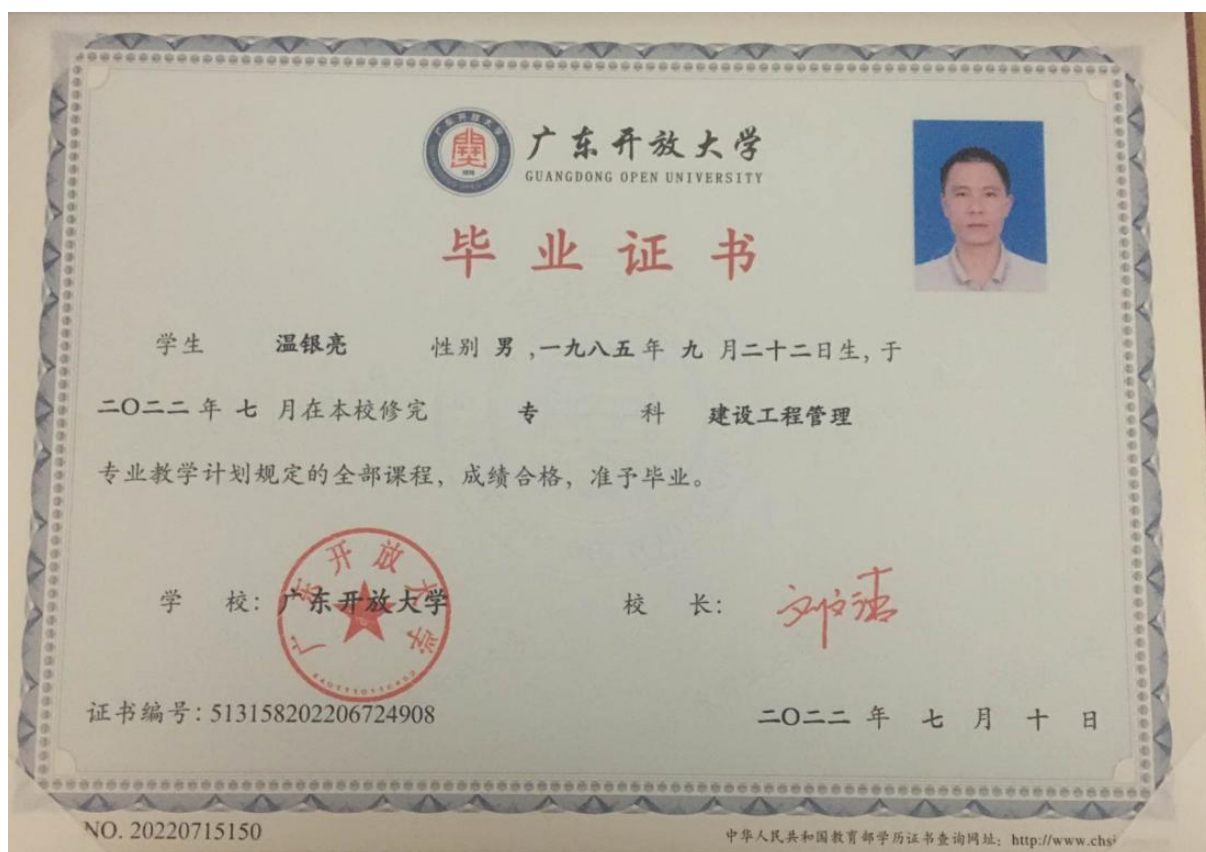 广东开放大学
GUANGDONG OPEN UNIVERSITY
毕业证书
学生 温银亮 性别 男 ,一九八五年 九 月二十二日生, 于
二〇二二 年 七 月在本校修完 专 科 建设工程管理
专业教学计划规定的全部课程, 成绩合格, 准予毕业。
学 校: 广东开放大学 校 长:
广东开放大学
证书编号: 513158202206724908
二〇二二 年 七 月 十 日
NO. 20220715150
中华人民共和国教育部学历证书查询网址: http://www.chsi